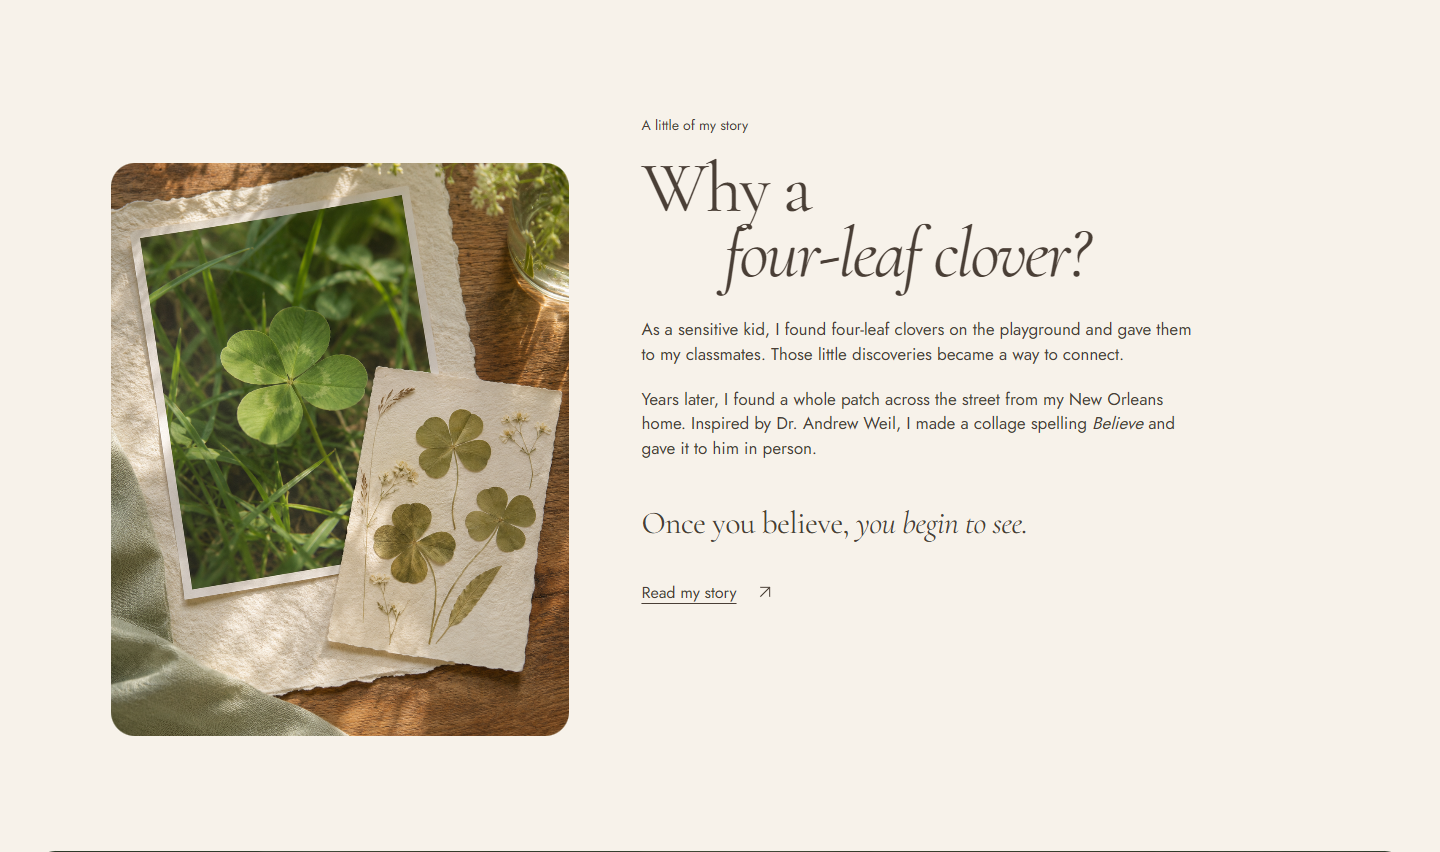 A little of my story
Why a
four-leaf clover?
As a sensitive kid, I found four-leaf clovers on the playground and gave them
to my classmates. Those little discoveries became a way to connect.
Years later, I found a whole patch across the street from my New Orleans
home. Inspired by Dr. Andrew Weil, I made a collage spelling Believe and
gave it to him in person.
Once you believe, you begin to see.
Read my story